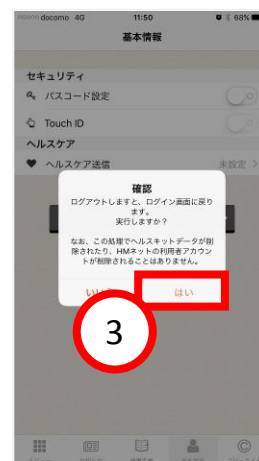 docomo 4G 11:50 68%
基本情報
セキュリティ
パスコード設定
Touch ID
ヘルスケア
ヘルスケア送信 未設定
確認
ログアウトしますと、ログイン画面に戻り
ます。
実行しますか?
なお、この処理でヘルスキットデータが削
除されたり、HMネットの利用者アカウン
トが削除されることはありません。
はい
3